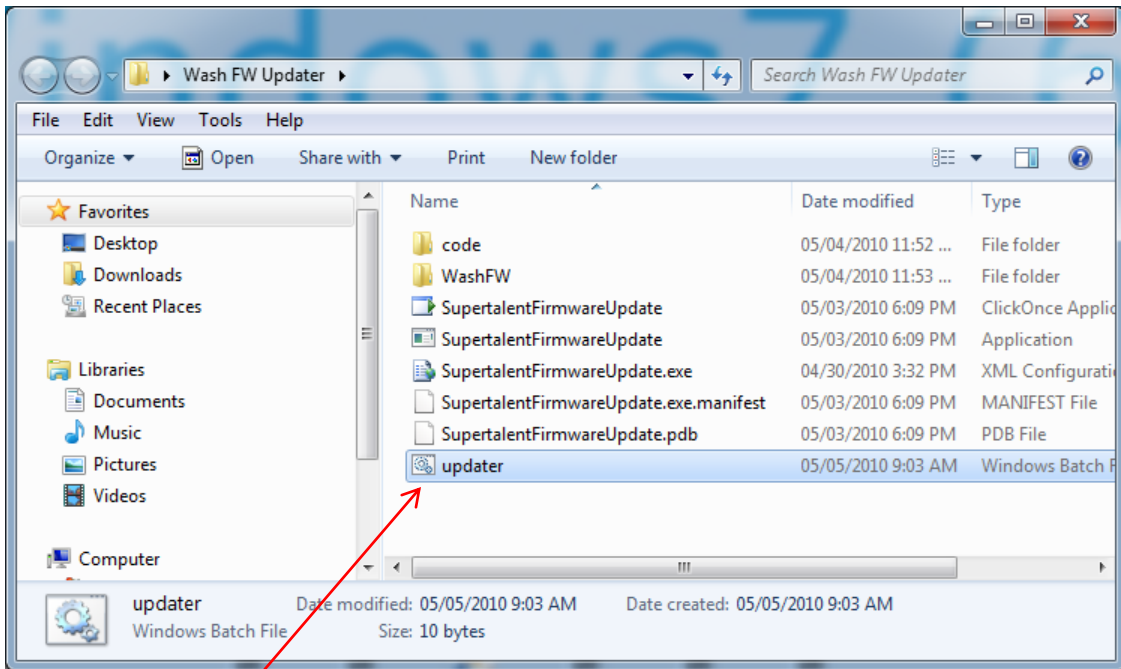 indows 7
Wash FW Updater
Search Wash FW Updater
File Edit View Tools Help
Organize Open Share with Print New folder
Favorites
Desktop
Downloads
Recent Places
Libraries
Documents
Music
Pictures
Videos
Computer
Name Date modified Type
code 05/04/2010 11:52 ... File folder
WashFW 05/04/2010 11:53 ... File folder
SupertalentFirmwareUpdate 05/03/2010 6:09 PM ClickOnce Applic
SupertalentFirmwareUpdate 05/03/2010 6:09 PM Application
SupertalentFirmwareUpdate.exe 04/30/2010 3:32 PM XML Configurati
SupertalentFirmwareUpdate.exe.manifest 05/03/2010 6:09 PM MANIFEST File
SupertalentFirmwareUpdate.pdb 05/03/2010 6:09 PM PDB File
updater 05/05/2010 9:03 AM Windows Batch F
updater Date modified: 05/05/2010 9:03 AM Date created: 05/05/2010 9:03 AM
Windows Batch File Size: 10 bytes